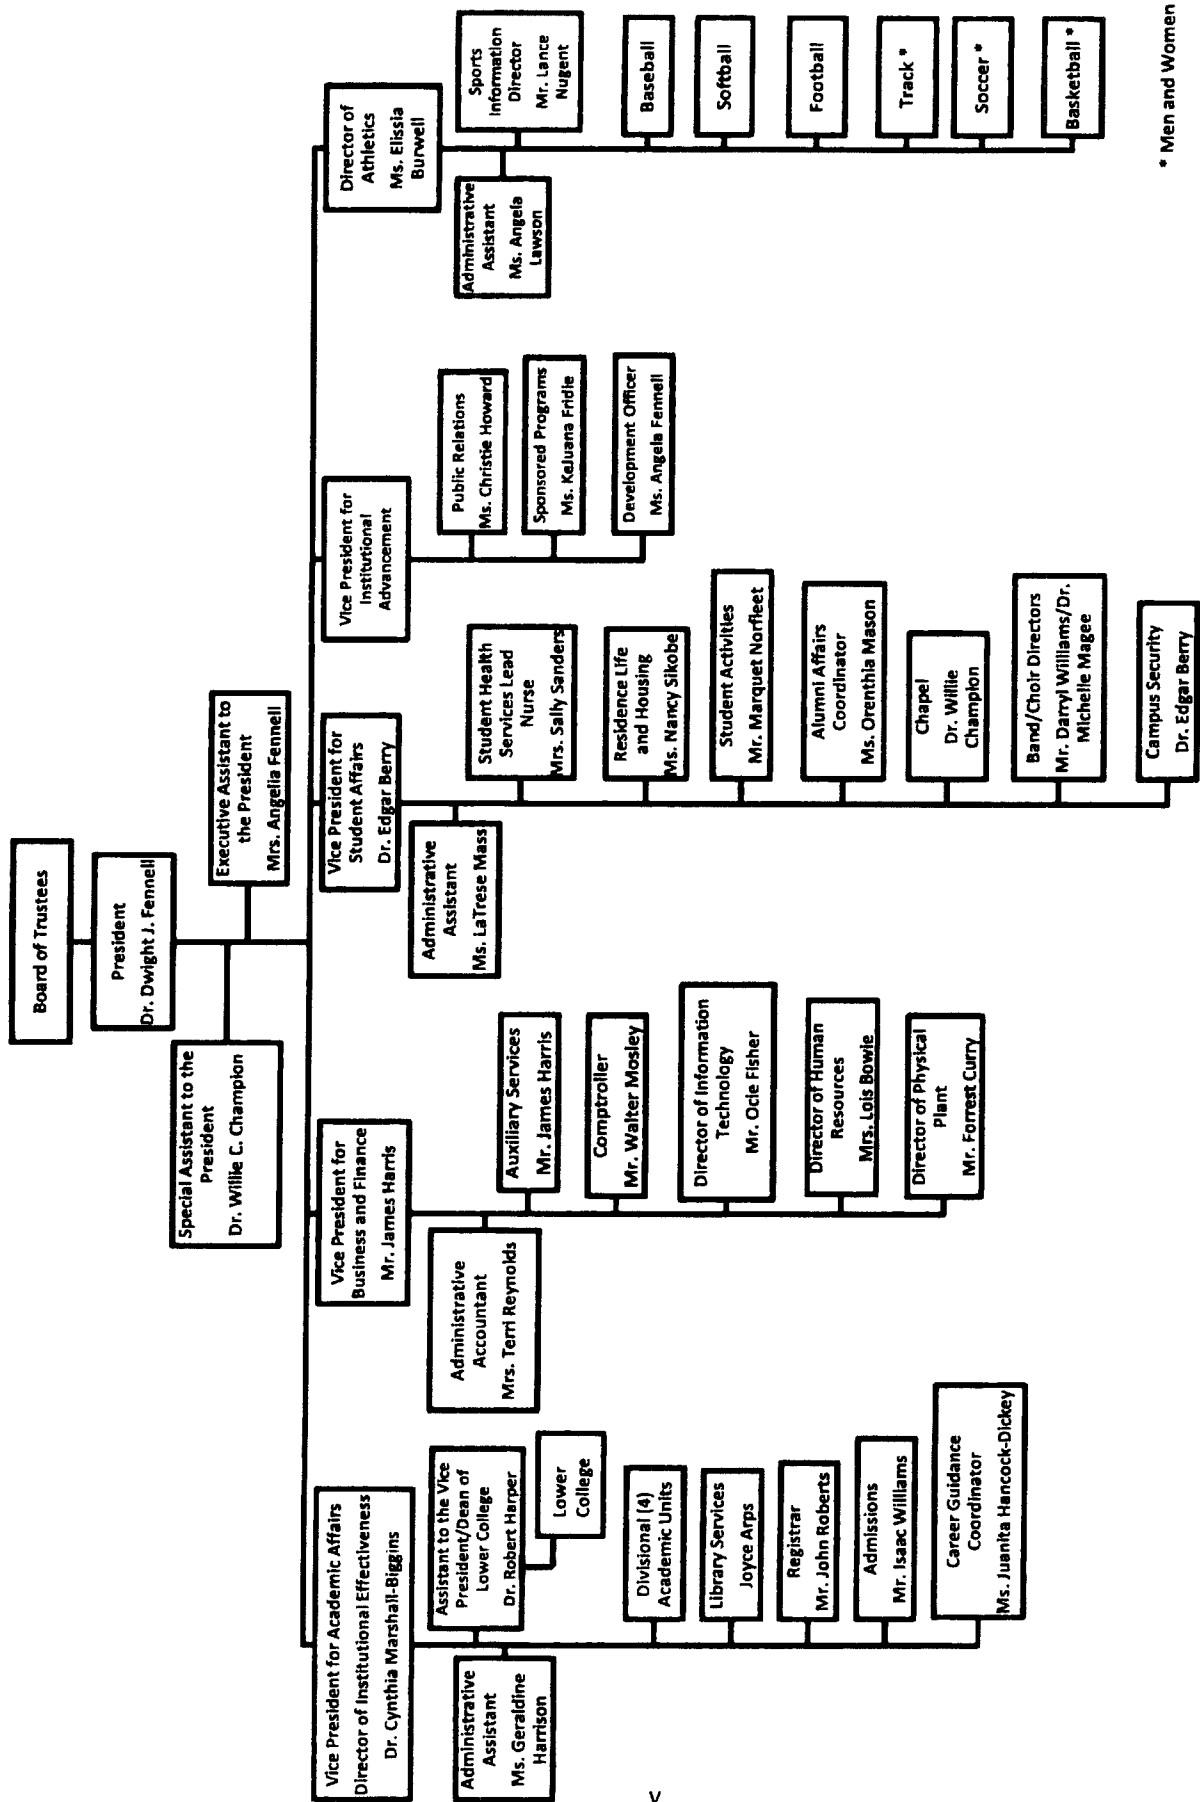 Board of Trustees
President
Dr. Dwight J. Fennell
Special Assistant to the
President
Dr. Willie C. Champion
Executive Assistant to
the President
Mrs. Angelia Fennell
Vice President for Academic Affairs
Director of Institutional Effectiveness
Dr. Cynthia Marshall-Biggins
Assistant to the Vice
President/Dean of
Lower College
Dr. Robert Harper
Lower
College
Administrative
Assistant
Ms. Geraldine
Harrison
Divisional (4)
Academic Units
Library Services
Joyce Arps
Registrar
Mr. John Roberts
Admissions
Mr. Isaac Williams
Career Guidance
Coordinator
Ms. Juanita Hancock-Dickey
Vice President for
Business and Finance
Mr. James Harris
Administrative
Accountant
Mrs. Terri Reynolds
Auxiliary Services
Mr. James Harris
Comptroller
Mr. Walter Mosley
Director of Information
Technology
Mr. Ocie Fisher
Director of Human
Resources
Mrs. Lois Bowie
Director of Physical
Plant
Mr. Forrest Curry
Vice President for
Student Affairs
Dr. Edgar Berry
Administrative
Assistant
Ms. LaTrese Mass
Student Health
Services Lead
Nurse
Mrs. Sally Sanders
Residence Life
and Housing
Ms. Nancy Sikobe
Student Activities
Mr. Marquet Norfleet
Alumni Affairs
Coordinator
Ms. Orenthia Mason
Chapel
Dr. Willie
Champion
Band/Choir Directors
Mr. Darryl Williams/Dr.
Michelle Magee
Campus Security
Dr. Edgar Berry
Vice President for
Institutional
Advancement
Public Relations
Ms. Christie Howard
Sponsored Programs
Ms. KeJuana Fridie
Development Officer
Ms. Angela Fennell
Director of
Athletics
Ms. Elissia
Burwell
Administrative
Assistant
Ms. Angela
Lawson
Sports
Information
Director
Mr. Lance
Nugent
Baseball
Softball
Football
Track *
Soccer *
Basketball *
* Men and Women
v